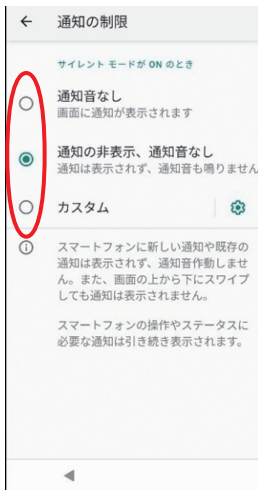 通知の制限
サイレント モードが ON のとき
通知音なし
画面に通知が表示されます
通知の非表示、通知音なし
通知は表示されず、通知音も鳴りません
カスタム
スマートフォンに新しい通知や既存の
通知は表示されず、通知音作動しませ
ん。また、画面の上から下にスワイプ
しても通知は表示されません。
スマートフォンの操作やステータスに
必要な通知は引き続き表示されます。